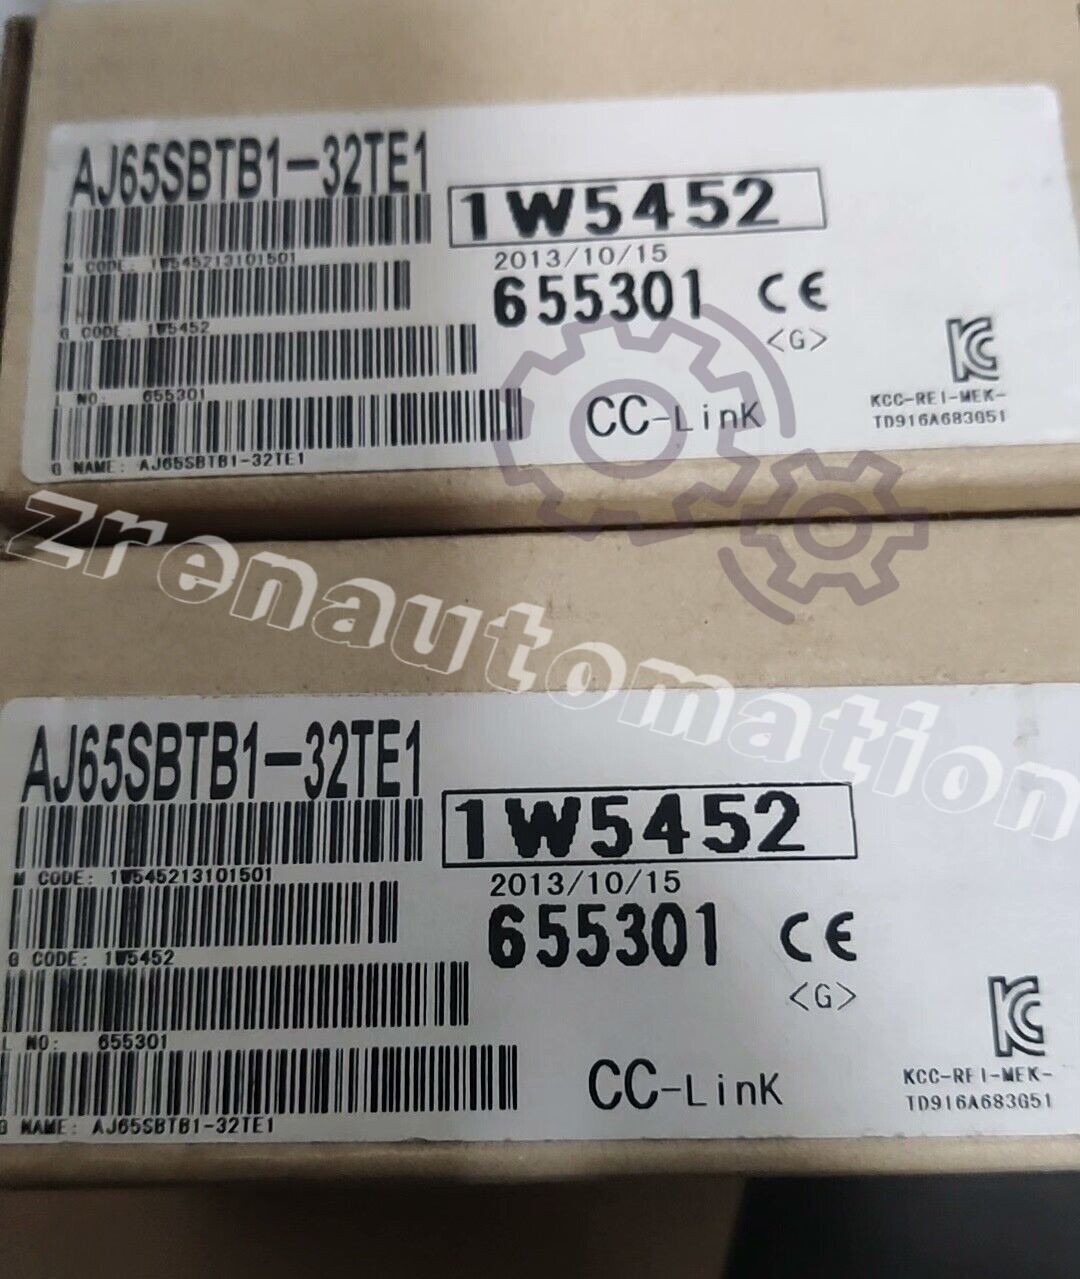 AJ65SBTB1-32TE1
1W5452
M CODE: 1W545213101501
2013/10/15
655301 CE
G CODE: 1W5452
<G>
L NO: 655301
CC-Link
KCC-REI-MEK-
TD916A683G51
G NAME: AJ65SBTB1-32TE1
zrenautomation
AJ65SBTB1-32TE1
1W5452
M CODE: 1W545213101501
2013/10/15
655301 CE
G CODE: 1W5452
<G>
L NO: 655301
CC-Link
KCC-REI-MEK-
TD916A683G51
G NAME: AJ65SBTB1-32TE1